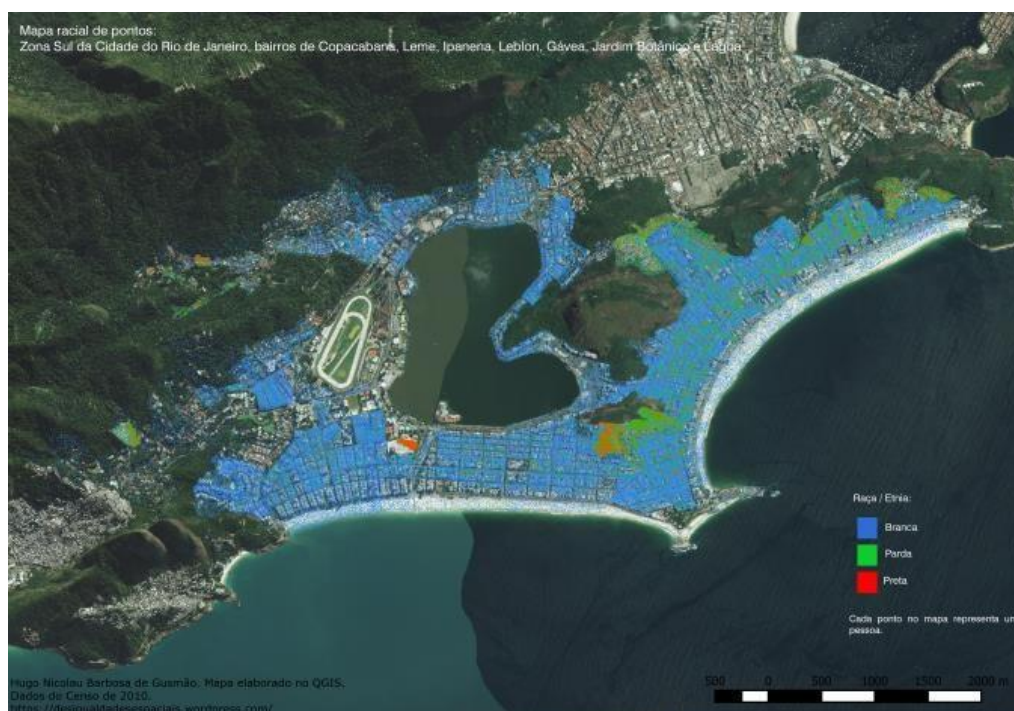 Mapa racial de pontos:
Zona Sul da Cidade do Rio de Janeiro, bairros de Copacabana, Leme, Ipanena, Leblon, Gávea, Jardim Botânico e Lagoa
Raça / Etnia:
Branca
Parda
Preta
Cada ponto no mapa representa um
pessoa.
Hugo Nicolau Barbosa de Gusmão. Mapa elaborado no QGIS.
Dados do Censo de 2010.
https://desigualdadesespaciais.wordpress.com/
500 0 500 1000 1500 2000 m